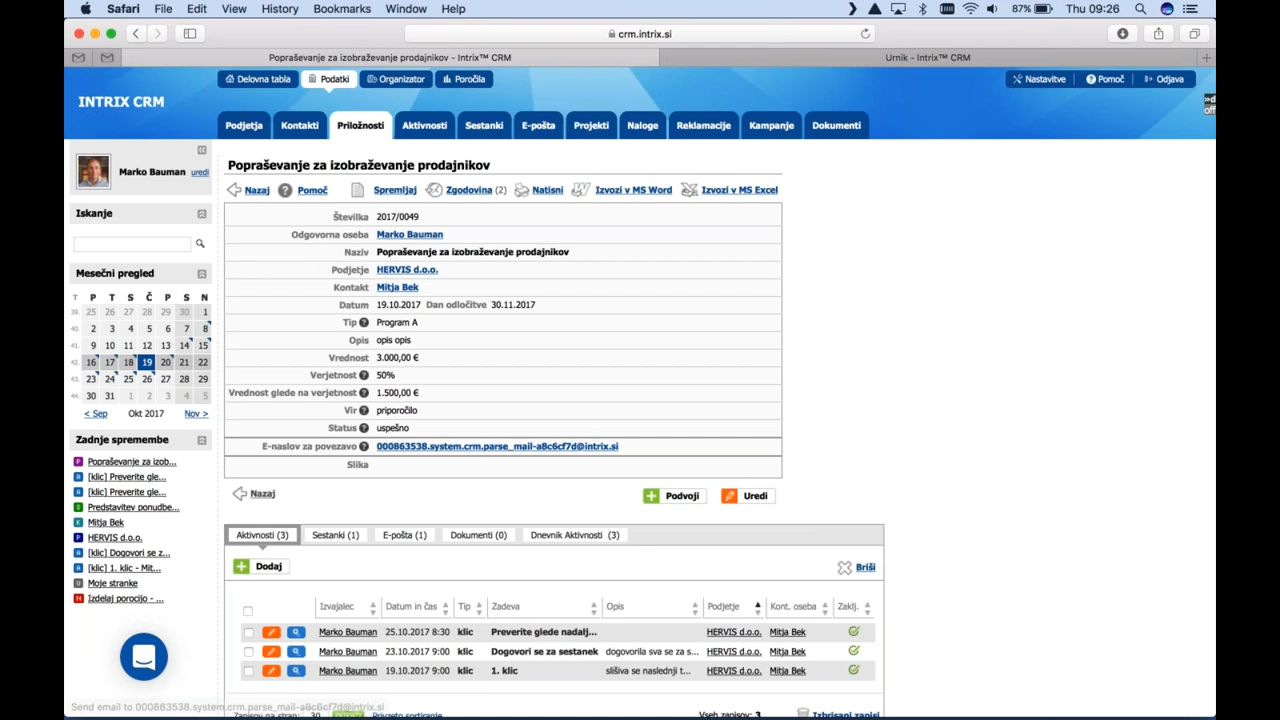 Safari File Edit View History Bookmarks Window Help 87% Thu 09:26
crm.intrix.si
Popraševanje za izobraževanje prodajnikov - Intrix™ CRM Urnik - Intrix™ CRM
Delovna tabla Podatki Organizator Poročila Nastavitve Pomoč Odjava
INTRIX CRM
Podjetja Kontakti Priložnosti Aktivnosti Sestanki E-pošta Projekti Naloge Reklamacije Kampanje Dokumenti
Marko Bauman uredi
Iskanje
Mesečni pregled
T P T S Č P S N
39. 25 26 27 28 29 30 1
40. 2 3 4 5 6 7 8
41. 9 10 11 12 13 14 15
42. 16 17 18 19 20 21 22
43. 23 24 25 26 27 28 29
44. 30 31 1 2 3 4 5
< Sep Okt 2017 Nov >
Zadnje spremembe
P Popraševanje za izob...
A [klic] Preverite gle...
A [klic] Preverite gle...
S Predstavitev ponudbe...
K Mitja Bek
P HERVIS d.o.o.
A [klic] Dogovori se z...
A [klic] 1. klic - Mit...
U Moje stranke
N Izdelaj porocijo - ...
Popraševanje za izobraževanje prodajnikov
Nazaj Pomoč Spremljaj Zgodovina (2) Natisni Izvozi v MS Word Izvozi v MS Excel
Številka 2017/0049
Odgovorna oseba Marko Bauman
Naziv Popraševanje za izobraževanje prodajnikov
Podjetje HERVIS d.o.o.
Kontakt Mitja Bek
Datum 19.10.2017 Dan odločitve 30.11.2017
Tip Program A
Opis opis opis
Vrednost 3.000,00 €
Verjetnost 50%
Vrednost glede na verjetnost 1.500,00 €
Vir priporočilo
Status uspešno
E-naslov za povezavo 000863538.system.crm.parse_mail-a8c6cf7d@intrix.si
Slika
Nazaj Podvoji Uredi
Aktivnosti (3) Sestanki (1) E-pošta (1) Dokumenti (0) Dnevnik Aktivnosti (3)
Dodaj Briši
Izvajalec Datum in čas Tip Zadeva Opis Podjetje Kont. oseba Zaklj.
Marko Bauman 25.10.2017 8:30 klic Preverite glede nadalj... HERVIS d.o.o. Mitja Bek
Marko Bauman 23.10.2017 9:00 klic Dogovori se za sestanek dogovorila sva se za s... HERVIS d.o.o. Mitja Bek
Marko Bauman 19.10.2017 9:00 klic 1. klic slišiva se naslednji t... HERVIS d.o.o. Mitja Bek
Send email to 000863538.system.crm.parse_mail-a8c6cf7d@intrix.si
Zapisov na stran: 30 Privzeto sortiranje Vseh zapisov: 3 Izbrisani zapisi